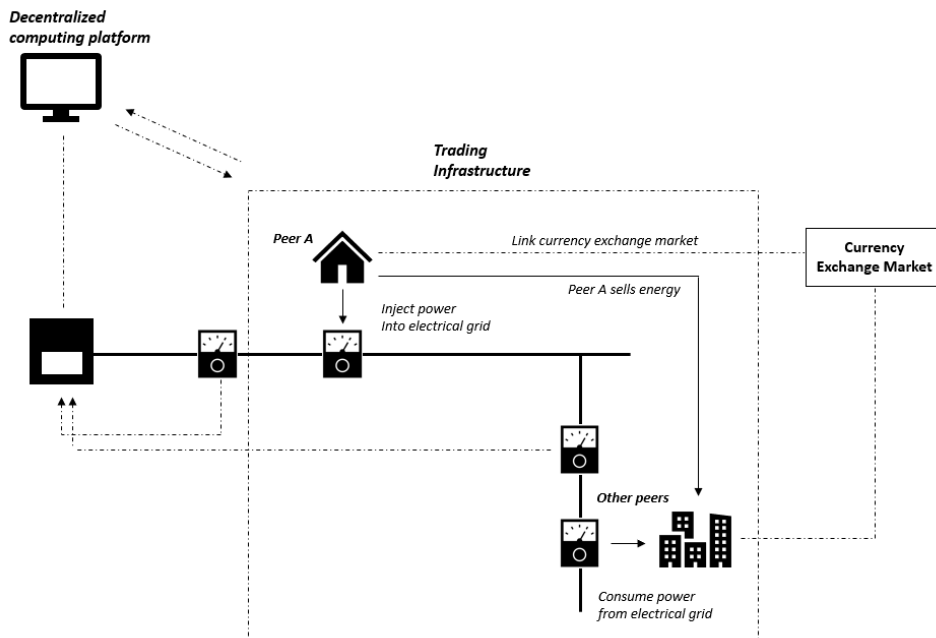 Decentralized
computing platform
Trading
Infrastructure
Peer A
Link currency exchange market
Currency
Exchange Market
Peer A sells energy
Inject power
Into electrical grid
Other peers
Consume power
from electrical grid